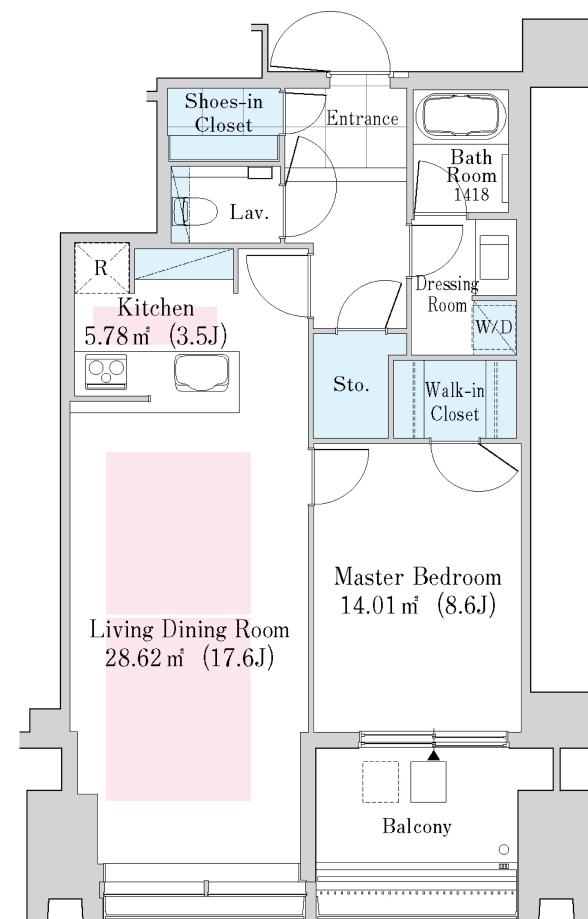 Shoes-in
Closet
Entrance
Bath
Room
1418
Lav.
R
Dressing
Room
Kitchen
5.78㎡ (3.5J)
W/D
Sto.
Walk-in
Closet
Master Bedroom
14.01㎡ (8.6J)
Living Dining Room
28.62㎡ (17.6J)
Balcony